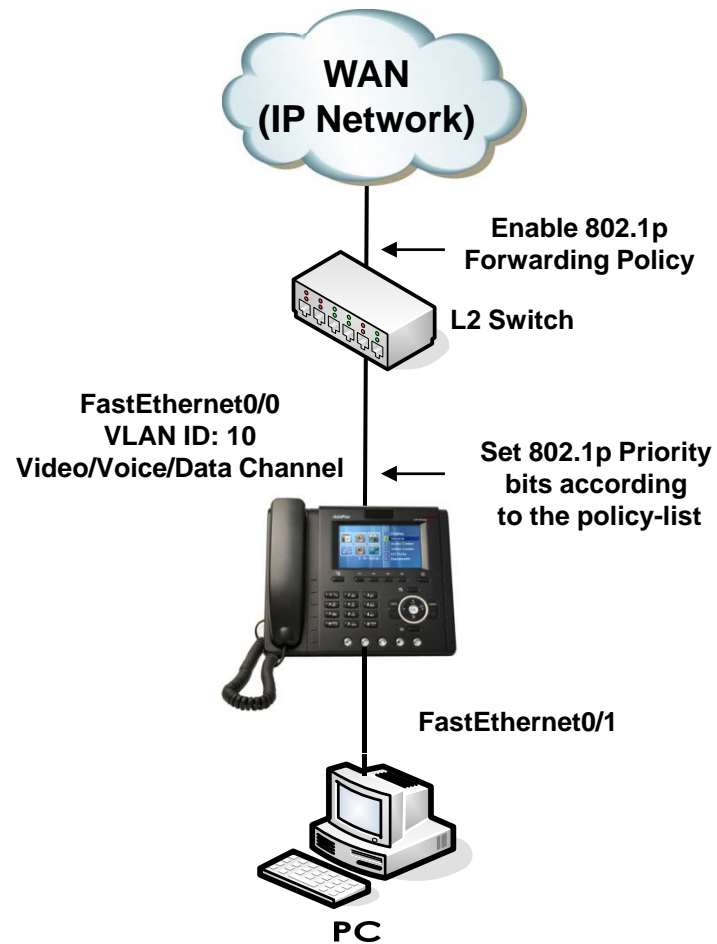 WAN
(IP Network)
Enable 802.1p
Forwarding Policy
L2 Switch
FastEthernet0/0
VLAN ID: 10
Video/Voice/Data Channel
Set 802.1p Priority
bits according
to the policy-list
FastEthernet0/1
PC